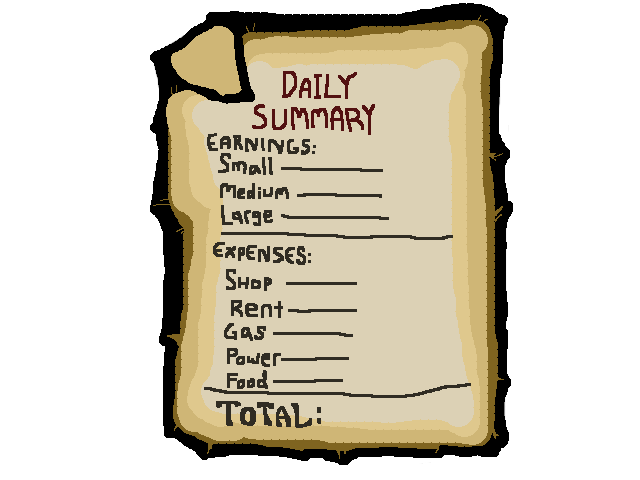 DAILY
SUMMARY
EARNINGS:
Small
Medium
Large
EXPENSES:
SHOP
Rent
Gas
Power
Food
TOTAL: